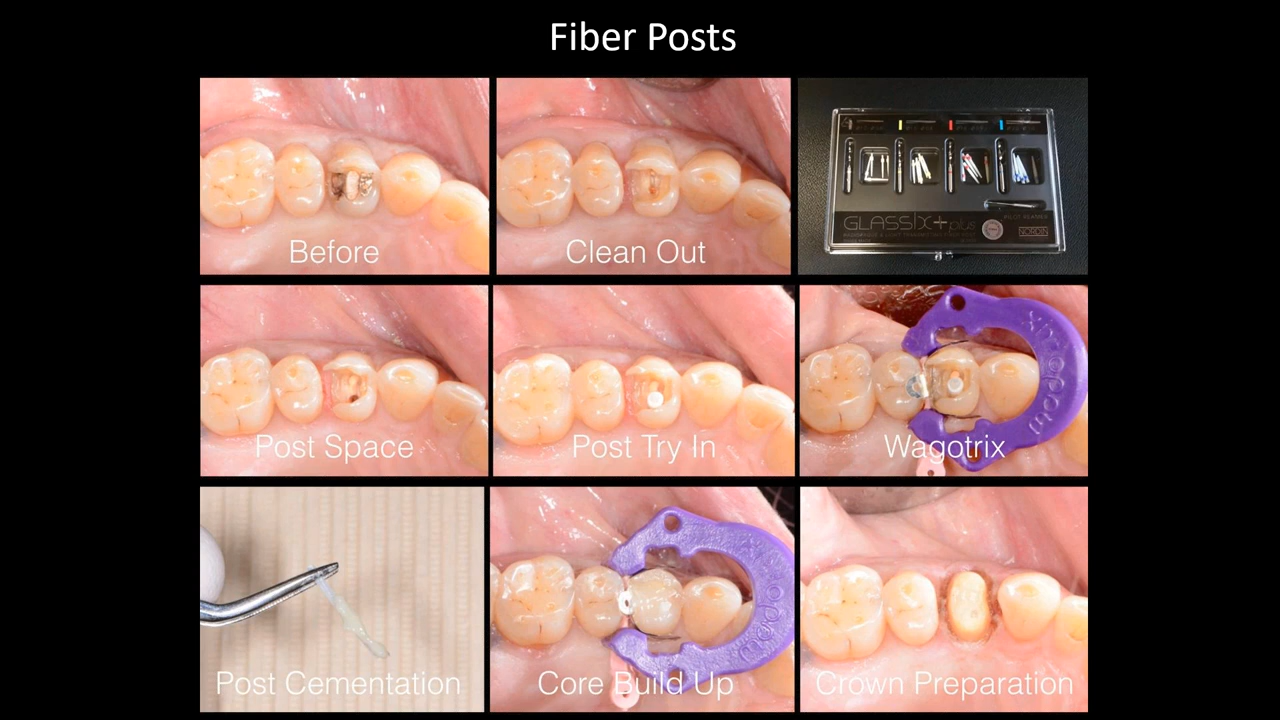 Fiber Posts
Before
Clean Out
GLASSIX+plus
NORDIN
Post Space
Post Try In
Wagotrix
Post Cementation
Core Build Up
Crown Preparation